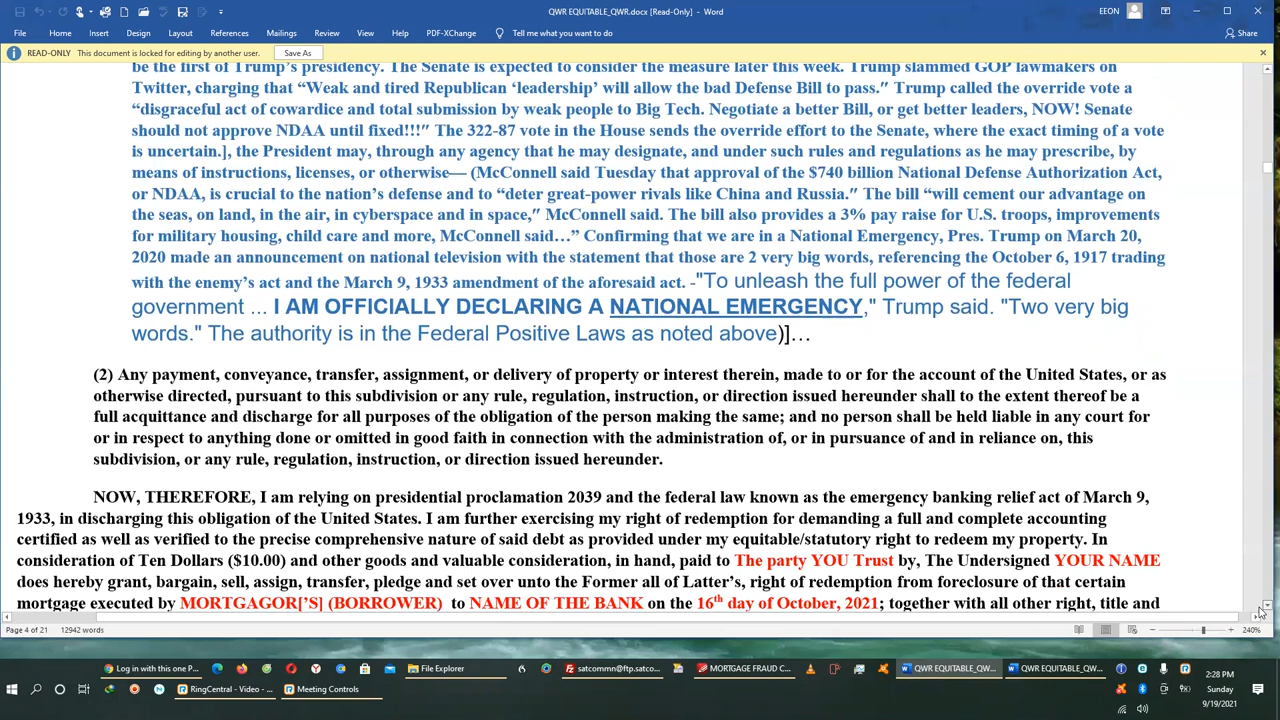 QWR EQUITABLE_QWR.docx [Read-Only] - Word
EEON
File Home Insert Design Layout References Mailings Review View Help PDF-XChange Tell me what you want to do Share
READ-ONLY This document is locked for editing by another user. Save As
be the first of Trump's presidency. The Senate is expected to consider the measure later this week. Trump slammed GOP lawmakers on
Twitter, charging that “Weak and tired Republican ‘leadership’ will allow the bad Defense Bill to pass.” Trump called the override vote a
“disgraceful act of cowardice and total submission by weak people to Big Tech. Negotiate a better Bill, or get better leaders, NOW! Senate
should not approve NDAA until fixed!!!” The 322-87 vote in the House sends the override effort to the Senate, where the exact timing of a vote
is uncertain.], the President may, through any agency that he may designate, and under such rules and regulations as he may prescribe, by
means of instructions, licenses, or otherwise— (McConnell said Tuesday that approval of the $740 billion National Defense Authorization Act,
or NDAA, is crucial to the nation’s defense and to “deter great-power rivals like China and Russia.” The bill “will cement our advantage on
the seas, on land, in the air, in cyberspace and in space,” McConnell said. The bill also provides a 3% pay raise for U.S. troops, improvements
for military housing, child care and more, McConnell said…” Confirming that we are in a National Emergency, Pres. Trump on March 20,
2020 made an announcement on national television with the statement that those are 2 very big words, referencing the October 6, 1917 trading
with the enemy’s act and the March 9, 1933 amendment of the aforesaid act. -"To unleash the full power of the federal
government ... I AM OFFICIALLY DECLARING A NATIONAL EMERGENCY," Trump said. "Two very big
words." The authority is in the Federal Positive Laws as noted above)]…
(2) Any payment, conveyance, transfer, assignment, or delivery of property or interest therein, made to or for the account of the United States, or as
otherwise directed, pursuant to this subdivision or any rule, regulation, instruction, or direction issued hereunder shall to the extent thereof be a
full acquittance and discharge for all purposes of the obligation of the person making the same; and no person shall be held liable in any court for
or in respect to anything done or omitted in good faith in connection with the administration of, or in pursuance of and in reliance on, this
subdivision, or any rule, regulation, instruction, or direction issued hereunder.
NOW, THEREFORE, I am relying on presidential proclamation 2039 and the federal law known as the emergency banking relief act of March 9,
1933, in discharging this obligation of the United States. I am further exercising my right of redemption for demanding a full and complete accounting
certified as well as verified to the precise comprehensive nature of said debt as provided under my equitable/statutory right to redeem my property. In
consideration of Ten Dollars ($10.00) and other goods and valuable consideration, in hand, paid to The party YOU Trust by, The Undersigned YOUR NAME
does hereby grant, bargain, sell, assign, transfer, pledge and set over unto the Former all of Latter’s, right of redemption from foreclosure of that certain
mortgage executed by MORTGAGOR[’S] (BORROWER) to NAME OF THE BANK on the 16th day of October, 2021; together with all other right, title and
Page 4 of 21 12942 words 240%
Log in with this one P... File Explorer satcommn@ftp.satco... MORTGAGE FRAUD C... QWR EQUITABLE_QW... QWR EQUITABLE_QW...
RingCentral - Video - ... Meeting Controls
2:28 PM
Sunday
9/19/2021